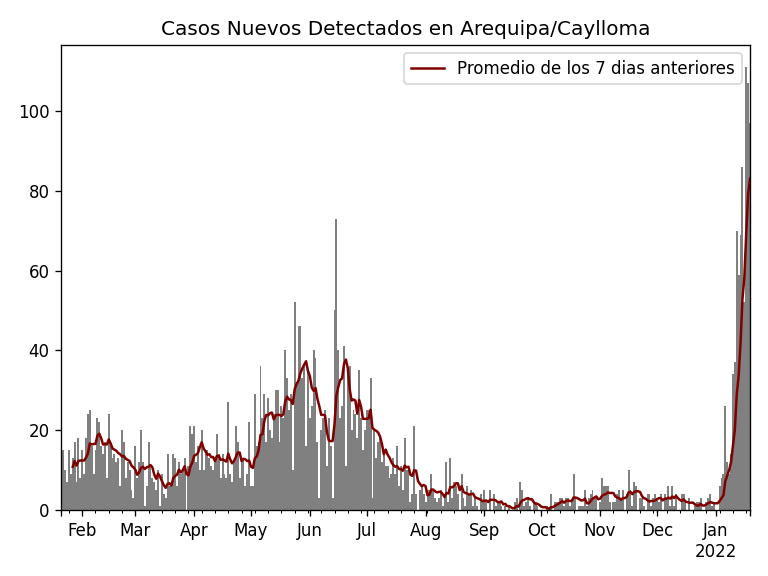 Casos Nuevos Detectados en Arequipa/Caylloma
Promedio de los 7 dias anteriores
100
80
60
40
20
0
Feb Mar Apr May Jun Jul Aug Sep Oct Nov Dec Jan
2022